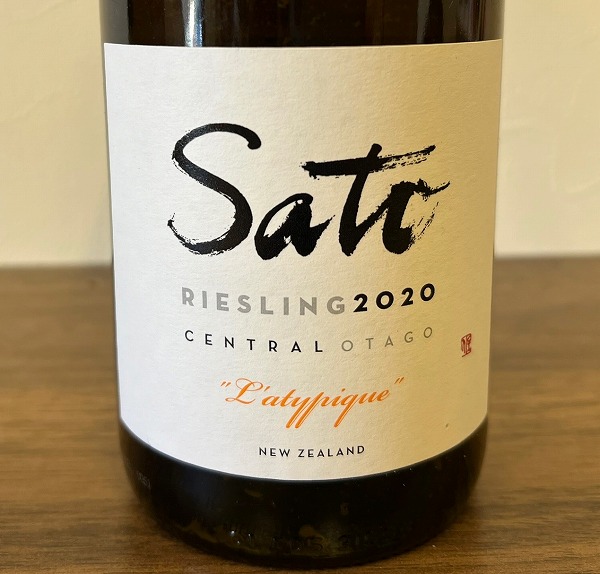 Sato
RIESLING2020
CENTRAL OTAGO
"L'atypique"
NEW ZEALAND